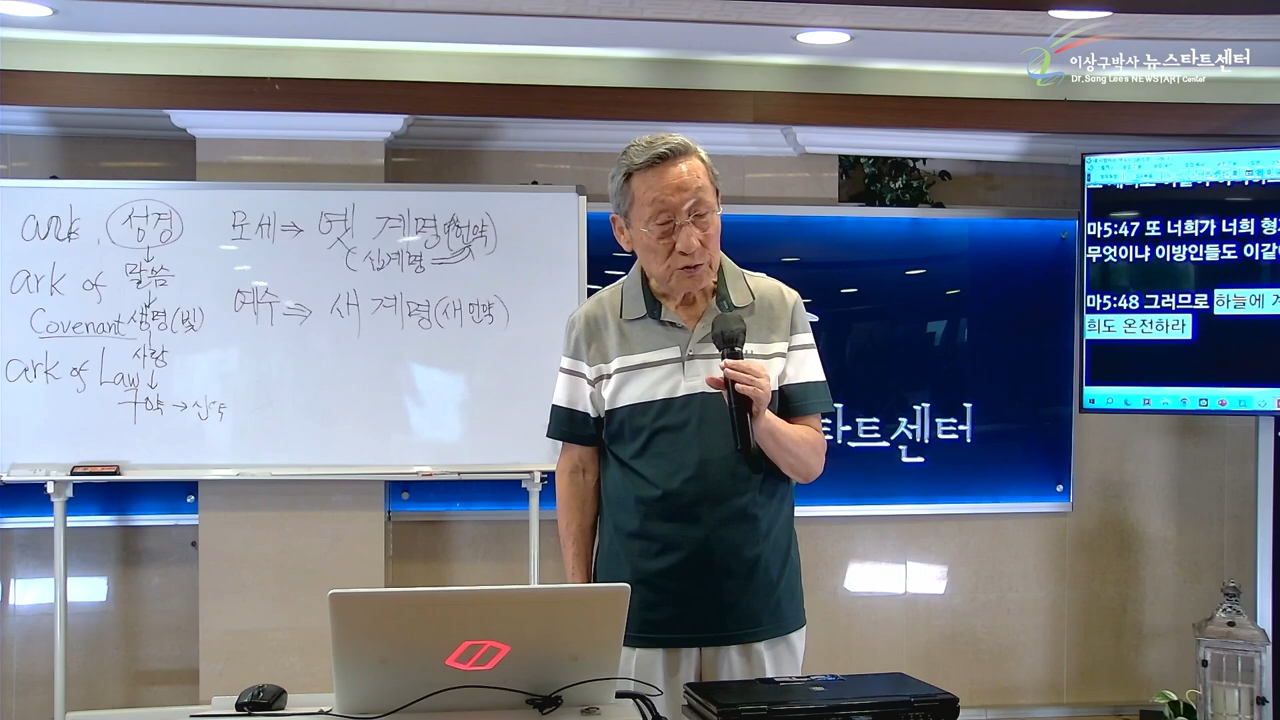 이상구박사 뉴스타트센터
Dr. Sang Lee's NEWSTART Center
ark 성경
ark of 말씀
Covenant 생명(빛)
사랑
ark of Law
구약 →
모세⇒ 옛 계명
(십계명
예수⇒ 새 계명(새언약)
마5:47 또 너희가 너희 형
무엇이냐 이방인들도 이같
마5:48 그러므로 하늘에 계
희도 온전하라
타트센터